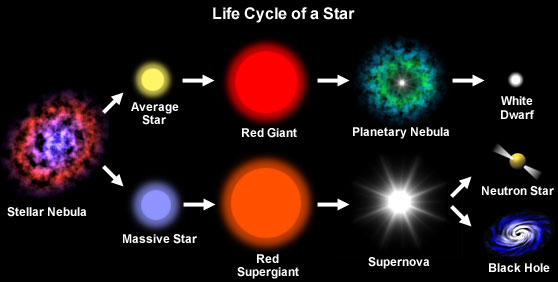 Life Cycle of a Star
Average
Star
Red Giant
Planetary Nebula
White
Dwarf
Stellar Nebula
Massive Star
Red
Supergiant
Supernova
Neutron Star
Black Hole